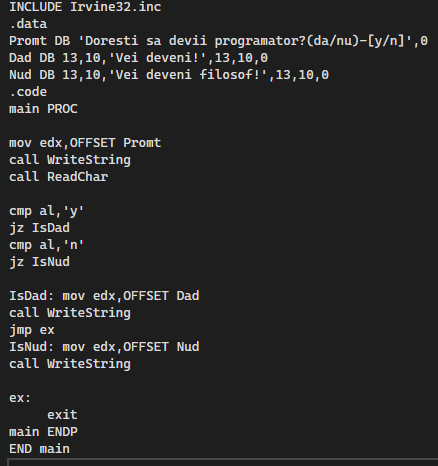 INCLUDE Irvine32.inc
.data
Promt DB 'Doresti sa devii programator?(da/nu)-[y/n]',0
Dad DB 13,10,'Vei deveni!',13,10,0
Nud DB 13,10,'Vei deveni filosof!',13,10,0
.code
main PROC
mov edx,OFFSET Promt
call WriteString
call ReadChar
cmp al,'y'
jz IsDad
cmp al,'n'
jz IsNud
IsDad: mov edx,OFFSET Dad
call WriteString
jmp ex
IsNud: mov edx,OFFSET Nud
call WriteString
ex:
exit
main ENDP
END main